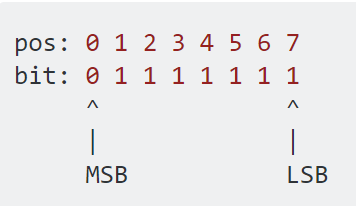 pos: 0 1 2 3 4 5 6 7
bit: 0 1 1 1 1 1 1 1
^ ^
| |
MSB LSB